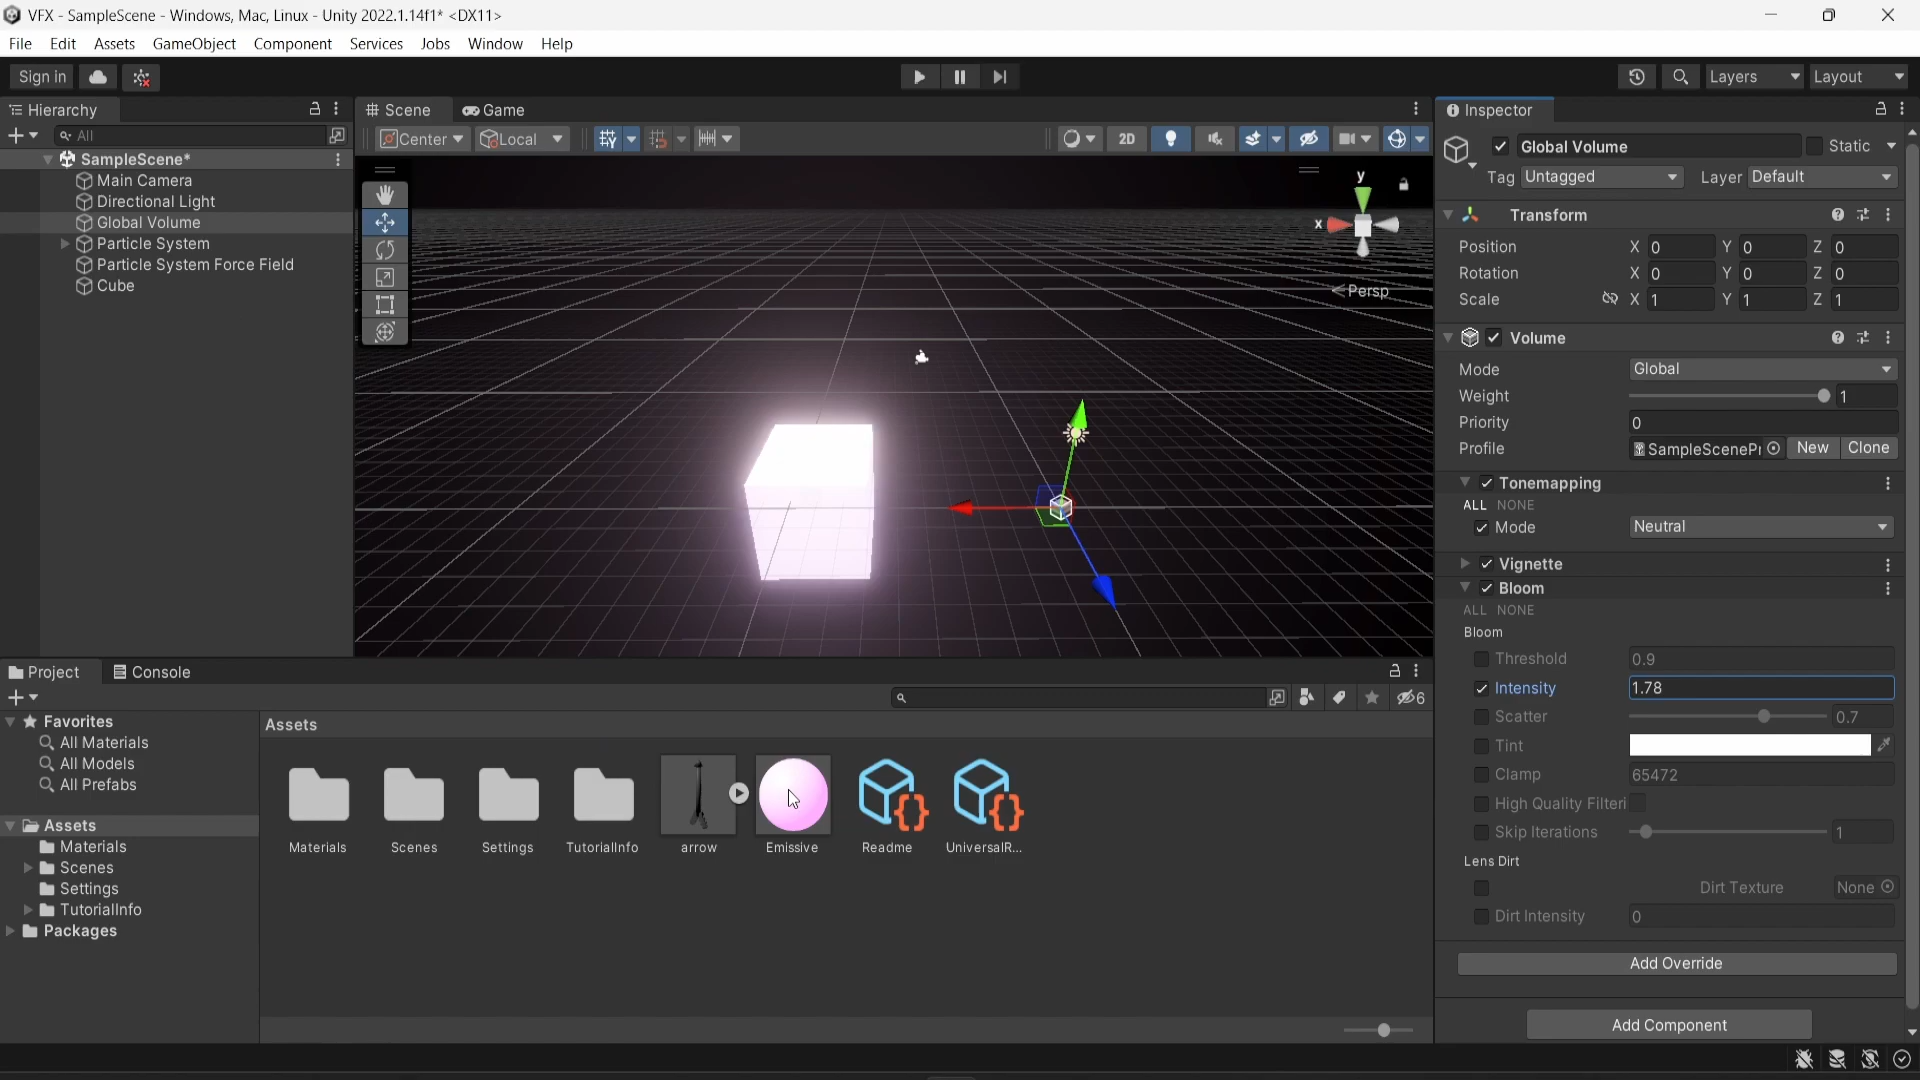 VFX - SampleScene - Windows, Mac, Linux - Unity 2022.1.14f1* <DX11>
File Edit Assets GameObject Component Services Jobs Window Help
Sign in
Layers
Layout
Hierarchy
All
SampleScene*
Main Camera
Directional Light
Global Volume
Particle System
Particle System Force Field
Cube
Scene
Game
Center
Local
2D
y
x
Persp
Project
Console
6
Favorites
All Materials
All Models
All Prefabs
Assets
Materials
Scenes
Settings
TutorialInfo
Packages
Assets
Materials
Scenes
Settings
TutorialInfo
arrow
Emissive
Readme
UniversalR...
Inspector
Global Volume
Static
Tag Untagged
Layer Default
Transform
Position X 0 Y 0 Z 0
Rotation X 0 Y 0 Z 0
Scale X 1 Y 1 Z 1
Volume
Mode Global
Weight 1
Priority 0
Profile SampleScenePr New Clone
Tonemapping
ALL NONE
Mode Neutral
Vignette
Bloom
ALL NONE
Bloom
Threshold 0.9
Intensity 1.78
Scatter 0.7
Tint
Clamp 65472
High Quality Filteri
Skip Iterations 1
Lens Dirt
Dirt Texture None
Dirt Intensity 0
Add Override
Add Component